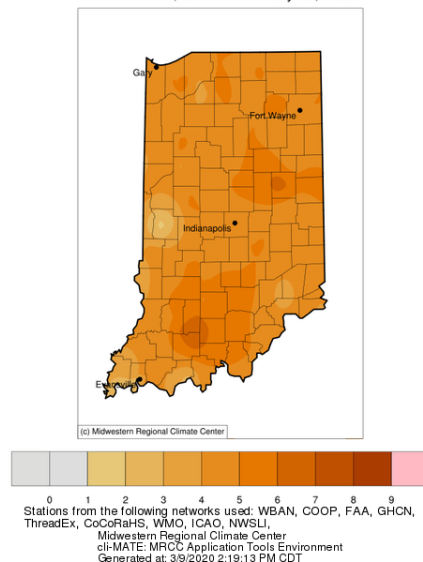 Gary
Fort Wayne
Indianapolis
Evansville
(c) Midwestern Regional Climate Center
0 1 2 3 4 5 6 7 8 9
Stations from the following networks used: WBAN, COOP, FAA, GHCN,
ThreadEx, CoCoRaHS, WMO, ICAO, NWSLI,
Midwestern Regional Climate Center
cli-MATE: MRCC Application Tools Environment
Generated at: 3/9/2020 2:19:13 PM CDT